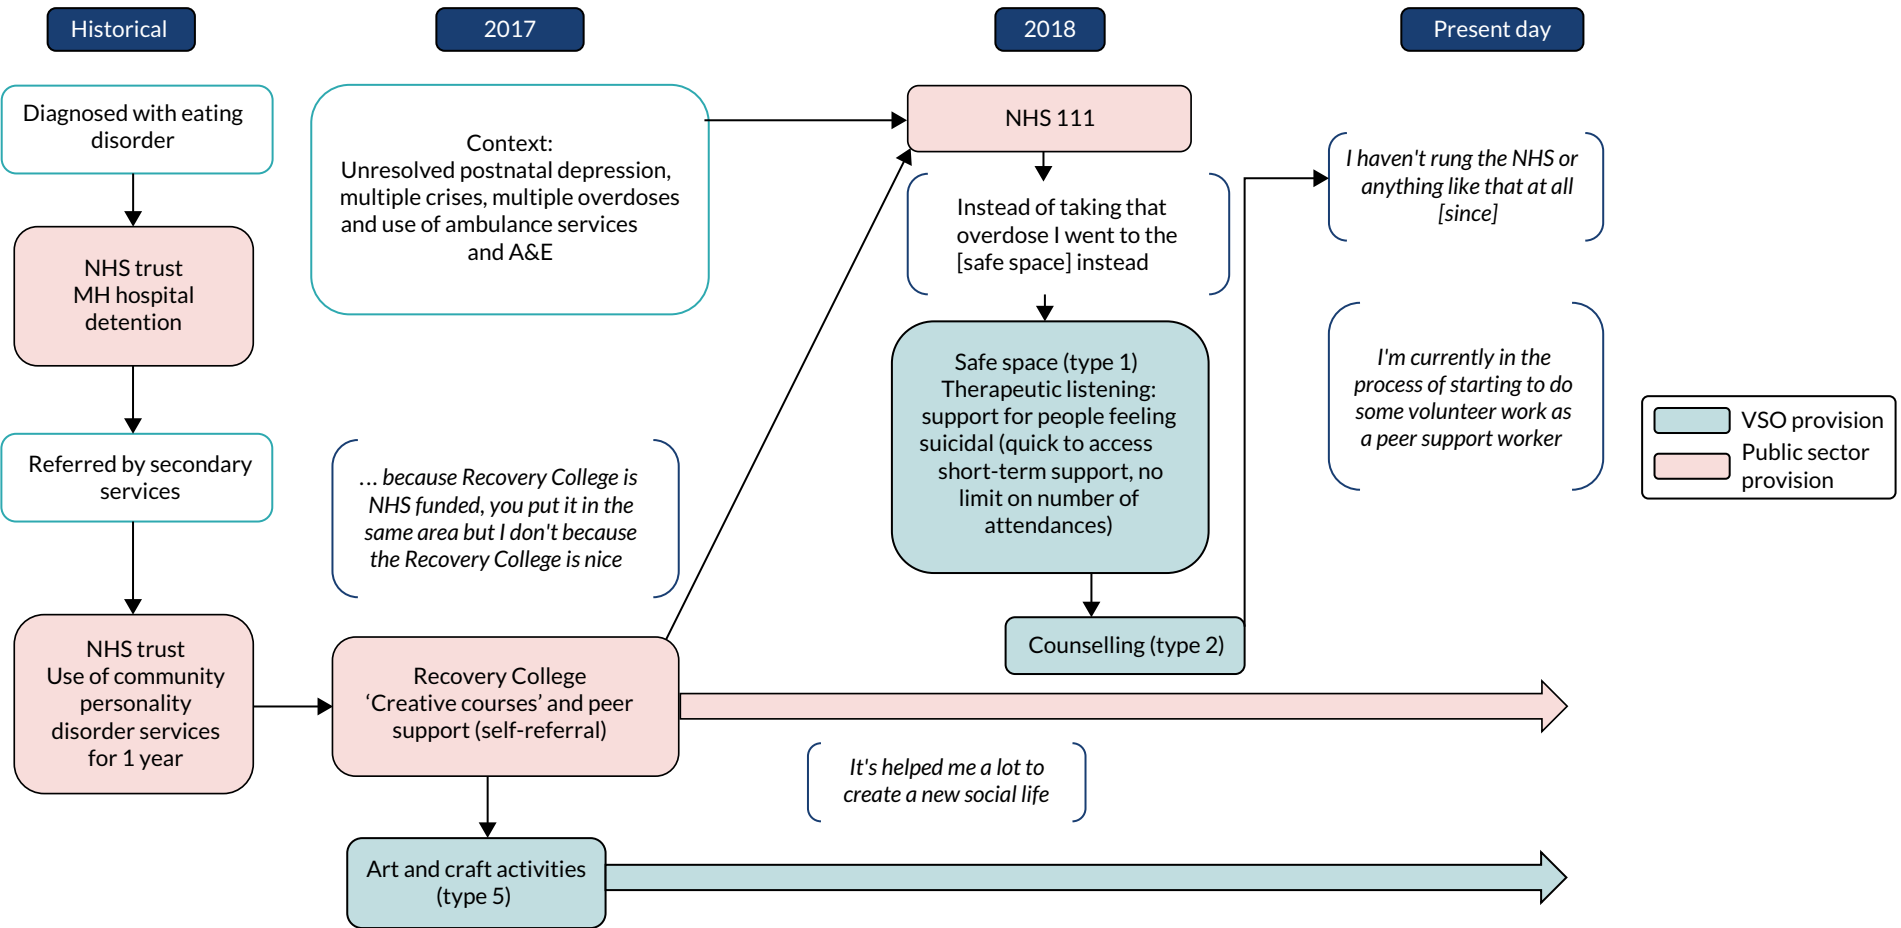 Historical
2017
2018
Present day
Diagnosed with eating
disorder
NHS trust
MH hospital
detention
Referred by secondary
services
NHS trust
Use of community
personality
disorder services
for 1 year
Context:
Unresolved postnatal depression,
multiple crises, multiple overdoses
and use of ambulance services
and A&E
... because Recovery College is
NHS funded, you put it in the
same area but I don't because
the Recovery College is nice
Recovery College
‘Creative courses’ and peer
support (self-referral)
Art and craft activities
(type 5)
NHS 111
Instead of taking that
overdose I went to the
[safe space] instead
Safe space (type 1)
Therapeutic listening:
support for people feeling
suicidal (quick to access
short-term support, no
limit on number of
attendances)
Counselling (type 2)
It's helped me a lot to
create a new social life
I haven't rung the NHS or
anything like that at all
[since]
I'm currently in the
process of starting to do
some volunteer work as
a peer support worker
VSO provision
Public sector
provision